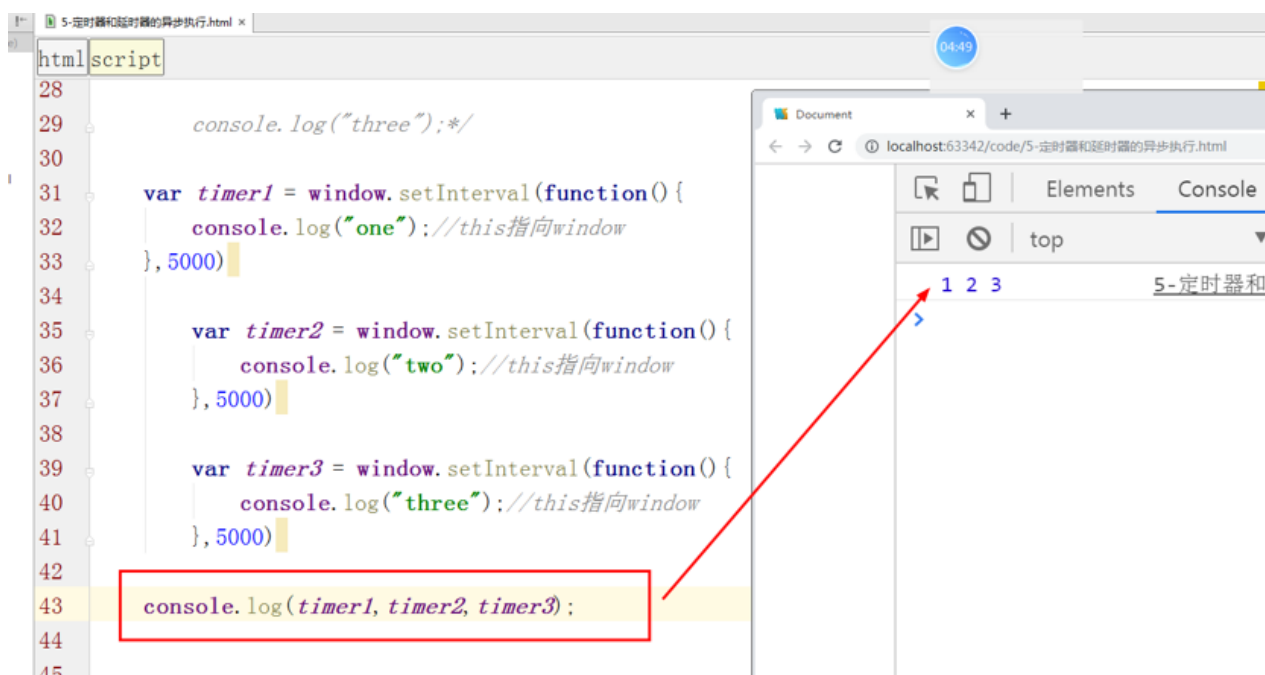 5-定时器和延时器的异步执行.html ×
html script
28
29 console.log("three");*/
30
31 var timer1 = window.setInterval(function(){
32 console.log("one");//this指向window
33 },5000)
34
35 var timer2 = window.setInterval(function(){
36 console.log("two");//this指向window
37 },5000)
38
39 var timer3 = window.setInterval(function(){
40 console.log("three");//this指向window
41 },5000)
42
43 console.log(timer1,timer2,timer3);
44
45
04:49
Document × +
localhost:63342/code/5-定时器和延时器的异步执行.html
Elements Console
top
1 2 3 5-定时器和